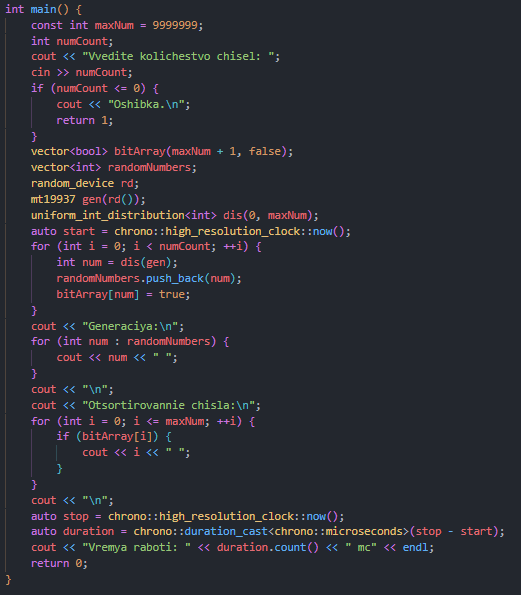 int main() {
    const int maxNum = 9999999;
    int numCount;
    cout << "Vvedite kolichestvo chisel: ";
    cin >> numCount;
    if (numCount <= 0) {
        cout << "Oshibka.\n";
        return 1;
    }
    vector<bool> bitArray(maxNum + 1, false);
    vector<int> randomNumbers;
    random_device rd;
    mt19937 gen(rd());
    uniform_int_distribution<int> dis(0, maxNum);
    auto start = chrono::high_resolution_clock::now();
    for (int i = 0; i < numCount; ++i) {
        int num = dis(gen);
        randomNumbers.push_back(num);
        bitArray[num] = true;
    }
    cout << "Generaciya:\n";
    for (int num : randomNumbers) {
        cout << num << " ";
    }
    cout << "\n";
    cout << "Otsortirovannie chisla:\n";
    for (int i = 0; i <= maxNum; ++i) {
        if (bitArray[i]) {
            cout << i << " ";
        }
    }
    cout << "\n";
    auto stop = chrono::high_resolution_clock::now();
    auto duration = chrono::duration_cast<chrono::microseconds>(stop - start);
    cout << "Vremya raboti: " << duration.count() << " mc" << endl;
    return 0;
}